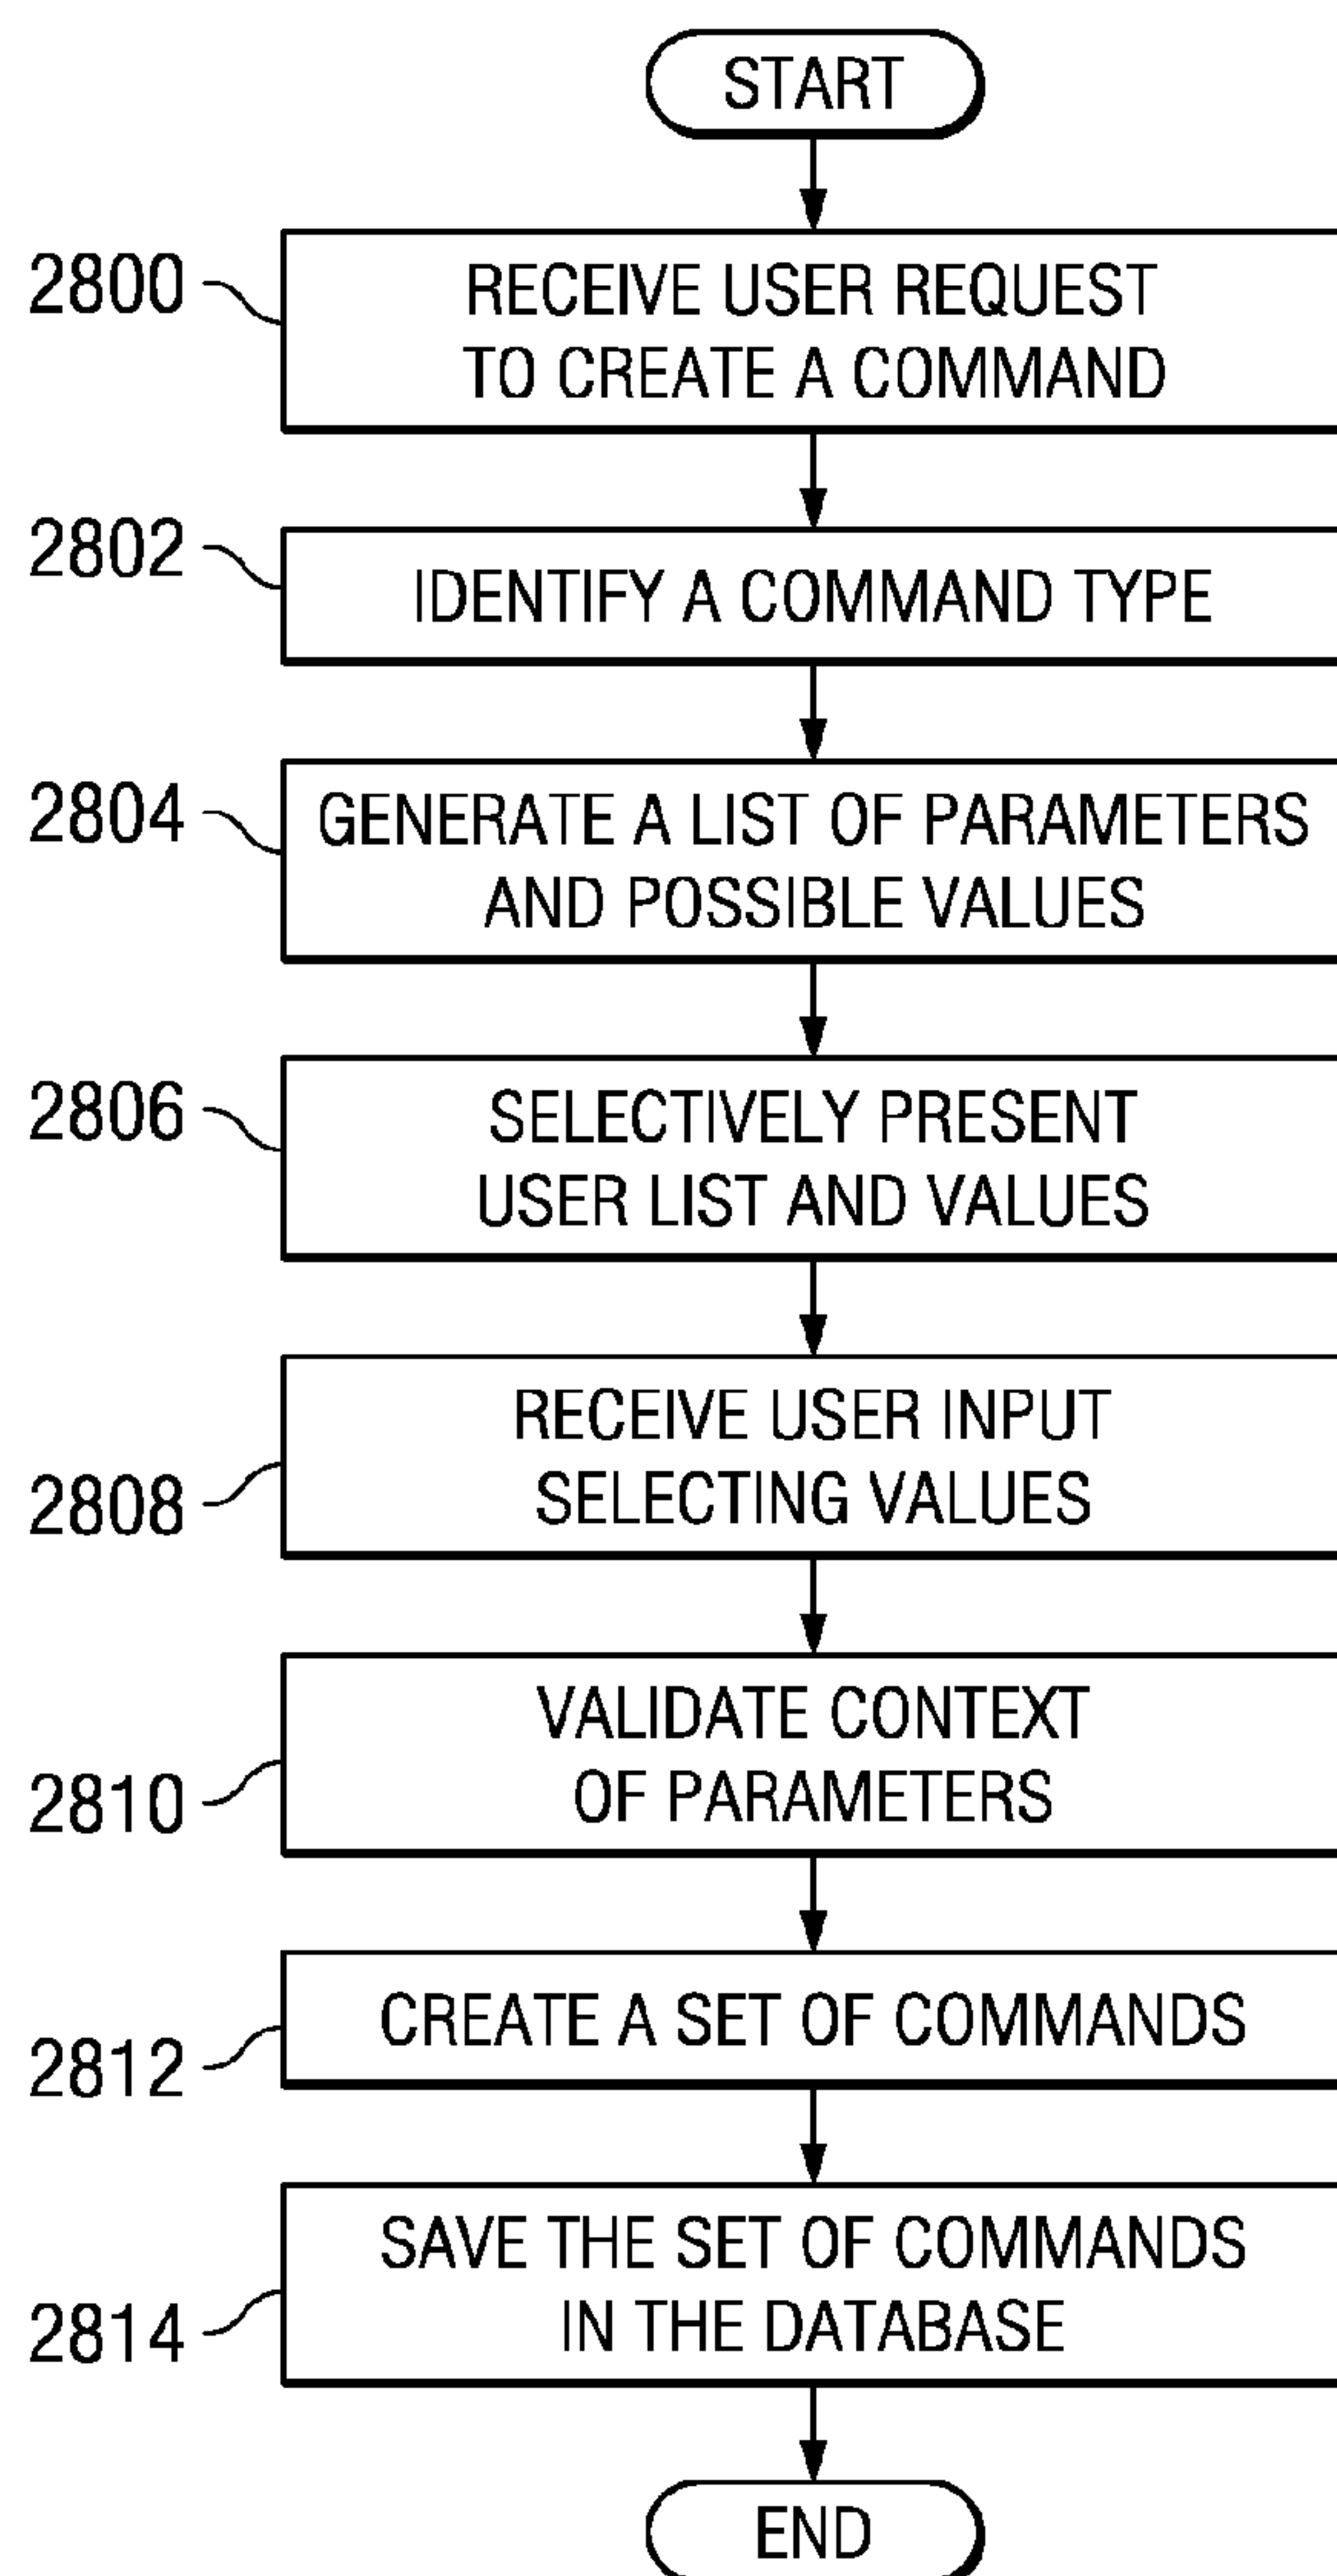 START
2800
RECEIVE USER REQUEST
TO CREATE A COMMAND
2802
IDENTIFY A COMMAND TYPE
2804
GENERATE A LIST OF PARAMETERS
AND POSSIBLE VALUES
2806
SELECTIVELY PRESENT
USER LIST AND VALUES
2808
RECEIVE USER INPUT
SELECTING VALUES
2810
VALIDATE CONTEXT
OF PARAMETERS
2812
CREATE A SET OF COMMANDS
2814
SAVE THE SET OF COMMANDS
IN THE DATABASE
END